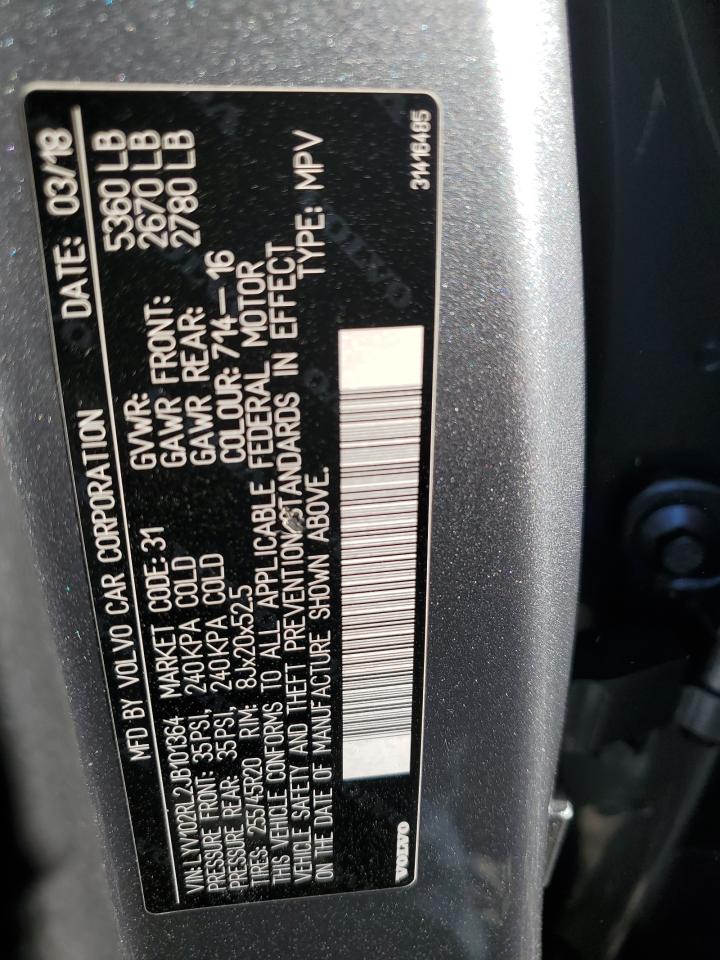 MFD BY VOLVO CAR CORPORATION DATE: 03/18
VIN: LYV102RL2JB101364 MARKET CODE: 31 GVWR: 5360 LB
PRESSURE FRONT: 35PSI, 240KPA COLD GAWR FRONT: 2670 LB
PRESSURE REAR: 35PSI, 240KPA COLD GAWR REAR: 2780 LB
TIRES: 255/45R20 RIM: 8Jx20x52.5 COLOUR: 714--16
THIS VEHICLE CONFORMS TO ALL APPLICABLE FEDERAL MOTOR
VEHICLE SAFETY AND THEFT PREVENTION STANDARDS IN EFFECT
ON THE DATE OF MANUFACTURE SHOWN ABOVE. TYPE: MPV
VOLVO 31416485